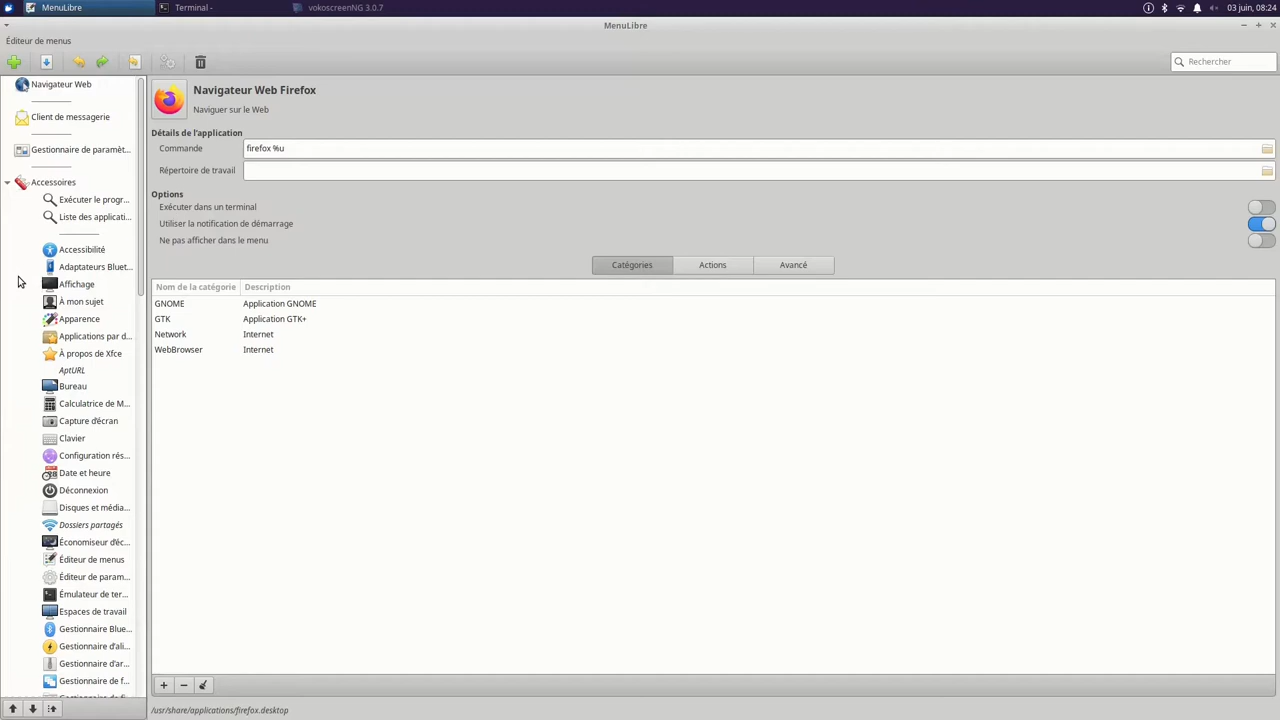 MenuLibre
Terminal -
vokoscreenNG 3.0.7
03 juin, 08:24
MenuLibre
Éditeur de menus
Rechercher
Navigateur Web
Client de messagerie
Gestionnaire de paramèt...
Accessoires
Exécuter le progr...
Liste des applicati...
Accessibilité
Adaptateurs Bluet...
Affichage
À mon sujet
Apparence
Applications par d...
À propos de Xfce
AptURL
Bureau
Calculatrice de M...
Capture d'écran
Clavier
Configuration rés...
Date et heure
Déconnexion
Disques et média...
Dossiers partagés
Économiseur d'éc...
Éditeur de menus
Éditeur de param...
Émulateur de ter...
Espaces de travail
Gestionnaire Blue...
Gestionnaire d'ali...
Gestionnaire d'ar...
Gestionnaire de f...
Navigateur Web Firefox
Naviguer sur le Web
Détails de l'application
Commande
firefox %u
Répertoire de travail
Options
Exécuter dans un terminal
Utiliser la notification de démarrage
Ne pas afficher dans le menu
Catégories
Actions
Avancé
Nom de la catégorie
Description
GNOME
Application GNOME
GTK
Application GTK+
Network
Internet
WebBrowser
Internet
/usr/share/applications/firefox.desktop